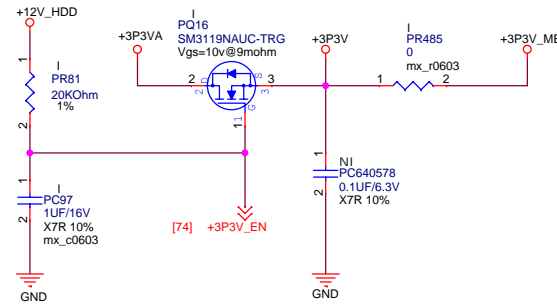 +12V_HDD
1
I
PR81
20KOhm
1%
2
1
I
PC97
1UF/16V
X7R 10%
mx_c0603
2
GND
+3P3VA
I
PQ16
SM3119NAUC-TRG
Vgs=10v@9mohm
2
D
S
3
G
1
1
[74] +3P3V_EN
+3P3V
I
PR485
0
mx_r0603
1
2
+3P3V_ME
1
NI
PC640578
0.1UF/6.3V
X7R 10%
2
GND